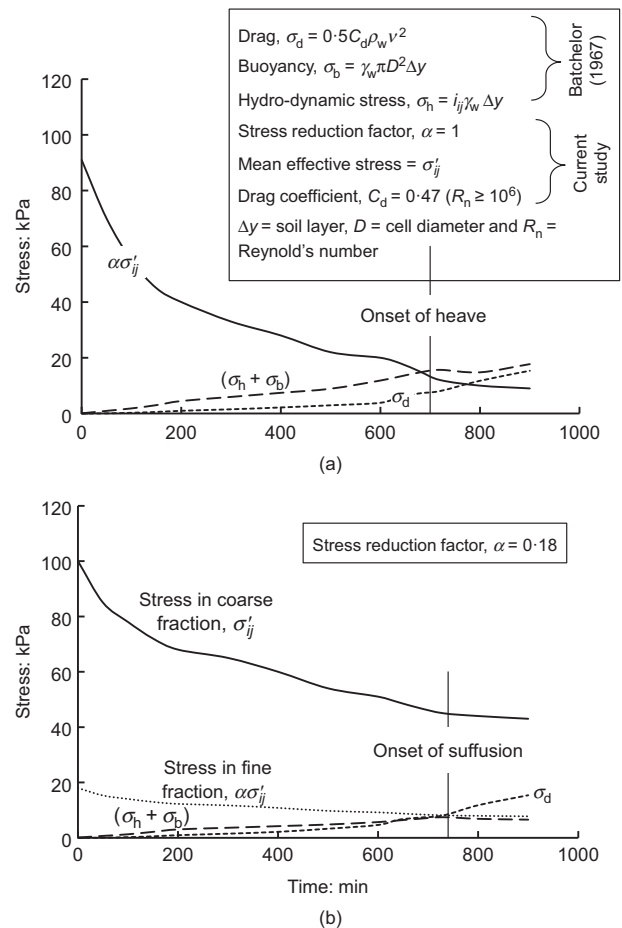 Drag, σd = 0·5Cdρwν²
Buoyancy, σb = γwπD²Δy
Hydro-dynamic stress, σh = iijγw Δy
Batchelor
(1967)
Stress reduction factor, α = 1
Mean effective stress = σ′ij
Drag coefficient, Cd = 0·47 (Rn ≥ 10⁶)
Current
study
Δy = soil layer, D = cell diameter and Rn =
Reynold's number
120
100
80
60
40
20
0
Stress: kPa
ασ′ij
Onset of heave
(σh + σb)
σd
0
200
400
600
800
1000
(a)
120
100
80
60
40
20
0
Stress: kPa
Stress reduction factor, α = 0·18
Stress in coarse
fraction, σ′ij
Onset of suffusion
Stress in fine
fraction, ασ′ij
(σh + σb)
σd
0
200
400
600
800
1000
Time: min
(b)